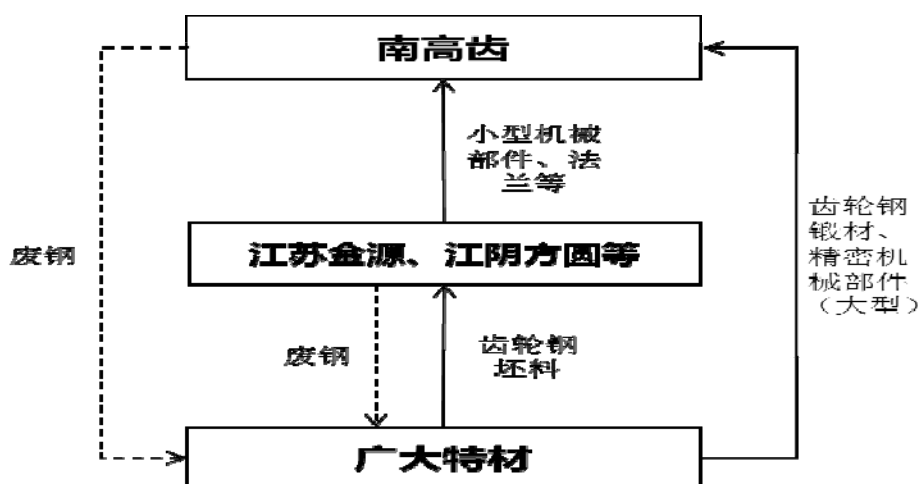 南高齿
小型机械
部件、法
兰等
齿轮钢
锻材、
精密机
械部件
（大型）
废钢
江苏金源、江阴方圆等
废钢
齿轮钢
坯料
广大特材